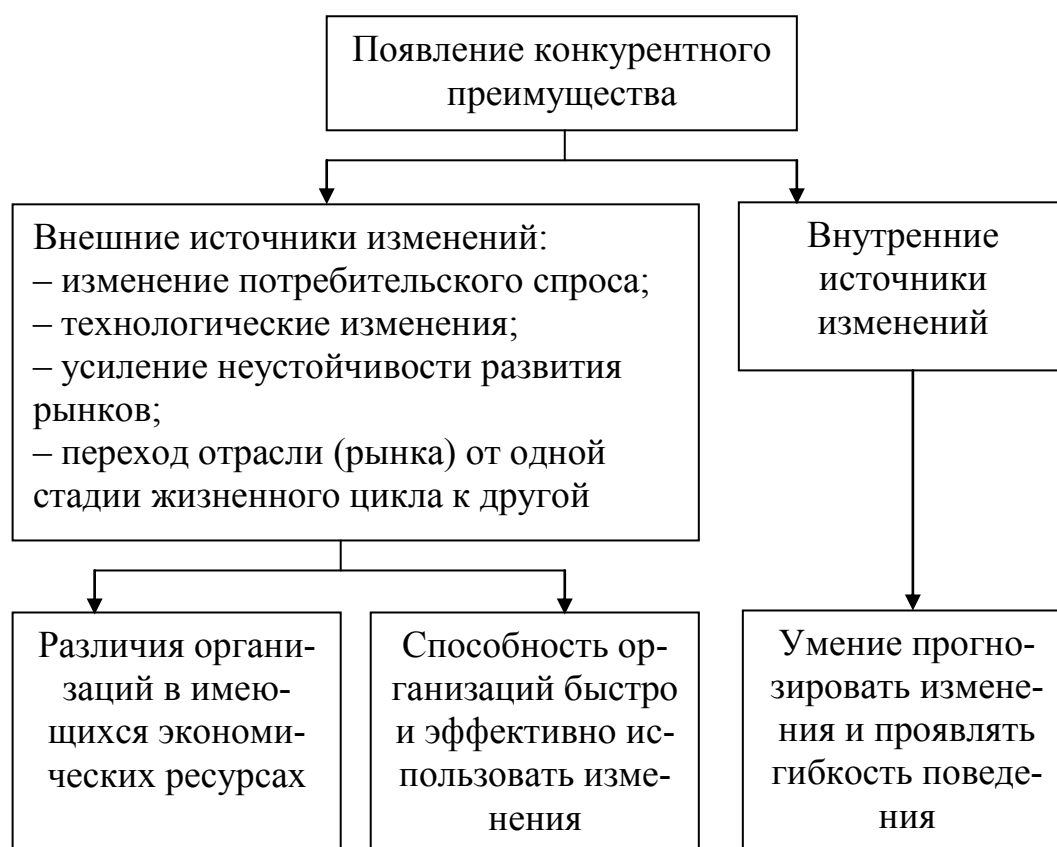 Появление конкурентного
преимущества
Внешние источники изменений:
– изменение потребительского спроса;
– технологические изменения;
– усиление неустойчивости развития
рынков;
– переход отрасли (рынка) от одной
стадии жизненного цикла к другой
Внутренние
источники
изменений
Различия органи-
заций в имею-
щихся экономи-
ческих ресурсах
Способность ор-
ганизаций быстро
и эффективно ис-
пользовать изме-
нения
Умение прогно-
зировать измене-
ния и проявлять
гибкость поведе-
ния